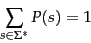 ∑_{s∈Σ*} P(s) = 1